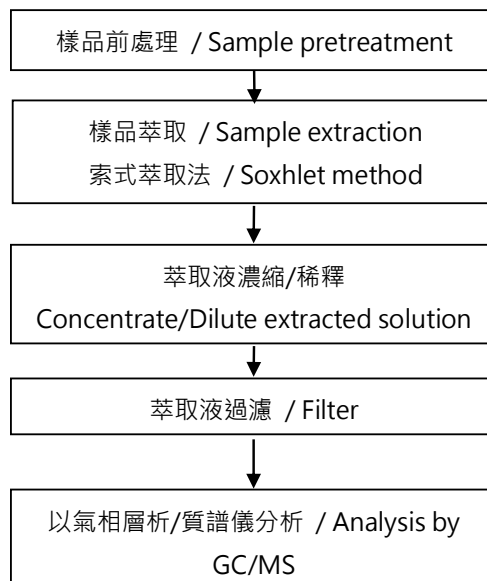 樣品前處理 / Sample pretreatment
樣品萃取 / Sample extraction
索式萃取法 / Soxhlet method
萃取液濃縮/稀釋
Concentrate/Dilute extracted solution
萃取液過濾 / Filter
以氣相層析/質譜儀分析 / Analysis by
GC/MS